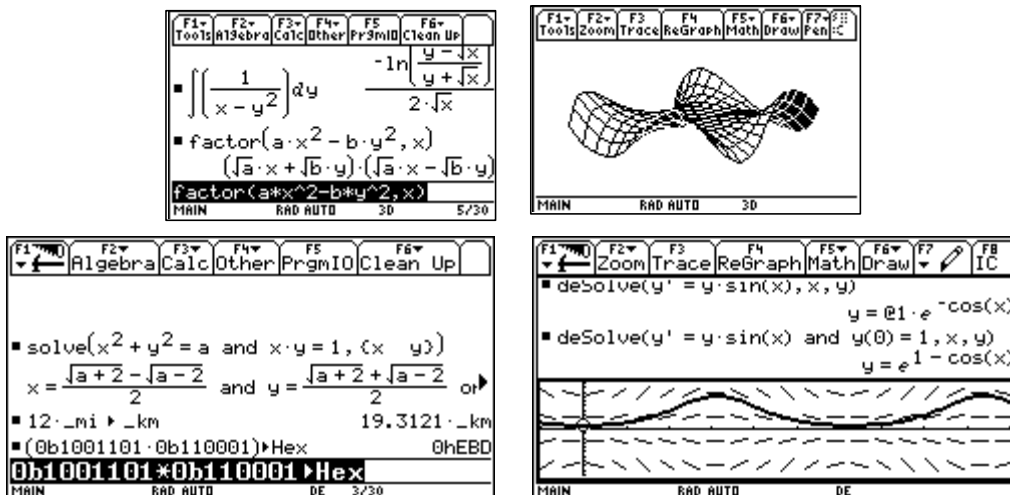 F1 F2 F3 F4 F5 F6
Tools Algebra Calc Other PrgmIO Clean Up
∫(1/(x-y²))dy -ln(|y-√x|/|y+√x|)/(2·√x)
factor(a·x²-b·y²,x)
(√a·x+√b·y)·(√a·x-√b·y)
factor(a*x^2-b*y^2,x)
MAIN RAD AUTO 3D 5/30
F1 F2 F3 F4 F5 F6 F7
Tools Zoom Trace ReGraph Math Draw Pen :C
MAIN RAD AUTO 3D
F1 F2 F3 F4 F5 F6
Algebra Calc Other PrgmIO Clean Up
solve(x²+y²=a and x·y=1,{x y})
x=(√a+2-√a-2)/2 and y=(√a+2+√a-2)/2 or
12·_mi ▸ _km 19.3121·_km
(0b1001101·0b110001)▸Hex 0hEBD
0b1001101*0b110001▸Hex
MAIN RAD AUTO DE 3/30
F1 F2 F3 F4 F5 F6 F7 F8
Zoom Trace ReGraph Math Draw IC
deSolve(y'=y·sin(x),x,y)
y=@1·e^-cos(x)
deSolve(y'=y·sin(x) and y(0)=1,x,y)
y=e^1-cos(x)
MAIN RAD AUTO DE